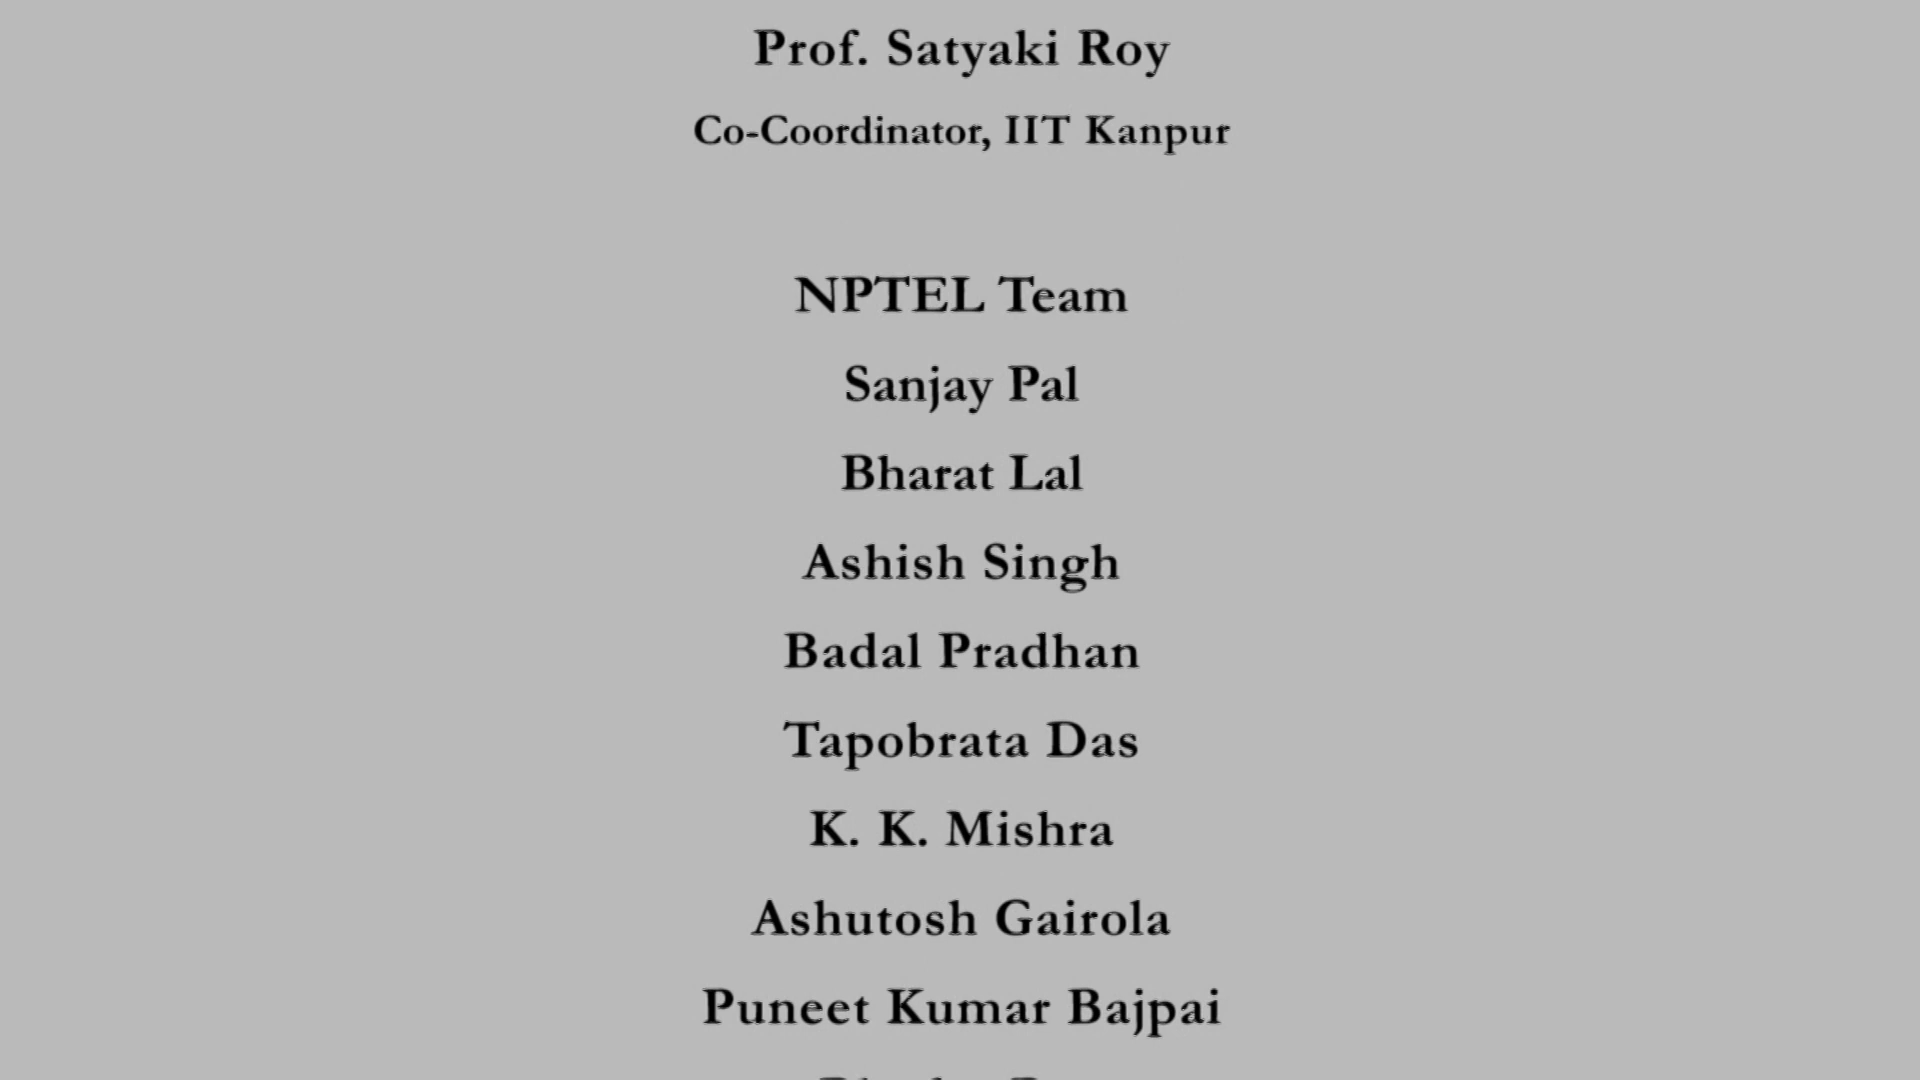 Prof. Satyaki Roy
Co-Coordinator, IIT Kanpur
NPTEL Team
Sanjay Pal
Bharat Lal
Ashish Singh
Badal Pradhan
Tapobrata Das
K. K. Mishra
Ashutosh Gairola
Puneet Kumar Bajpai